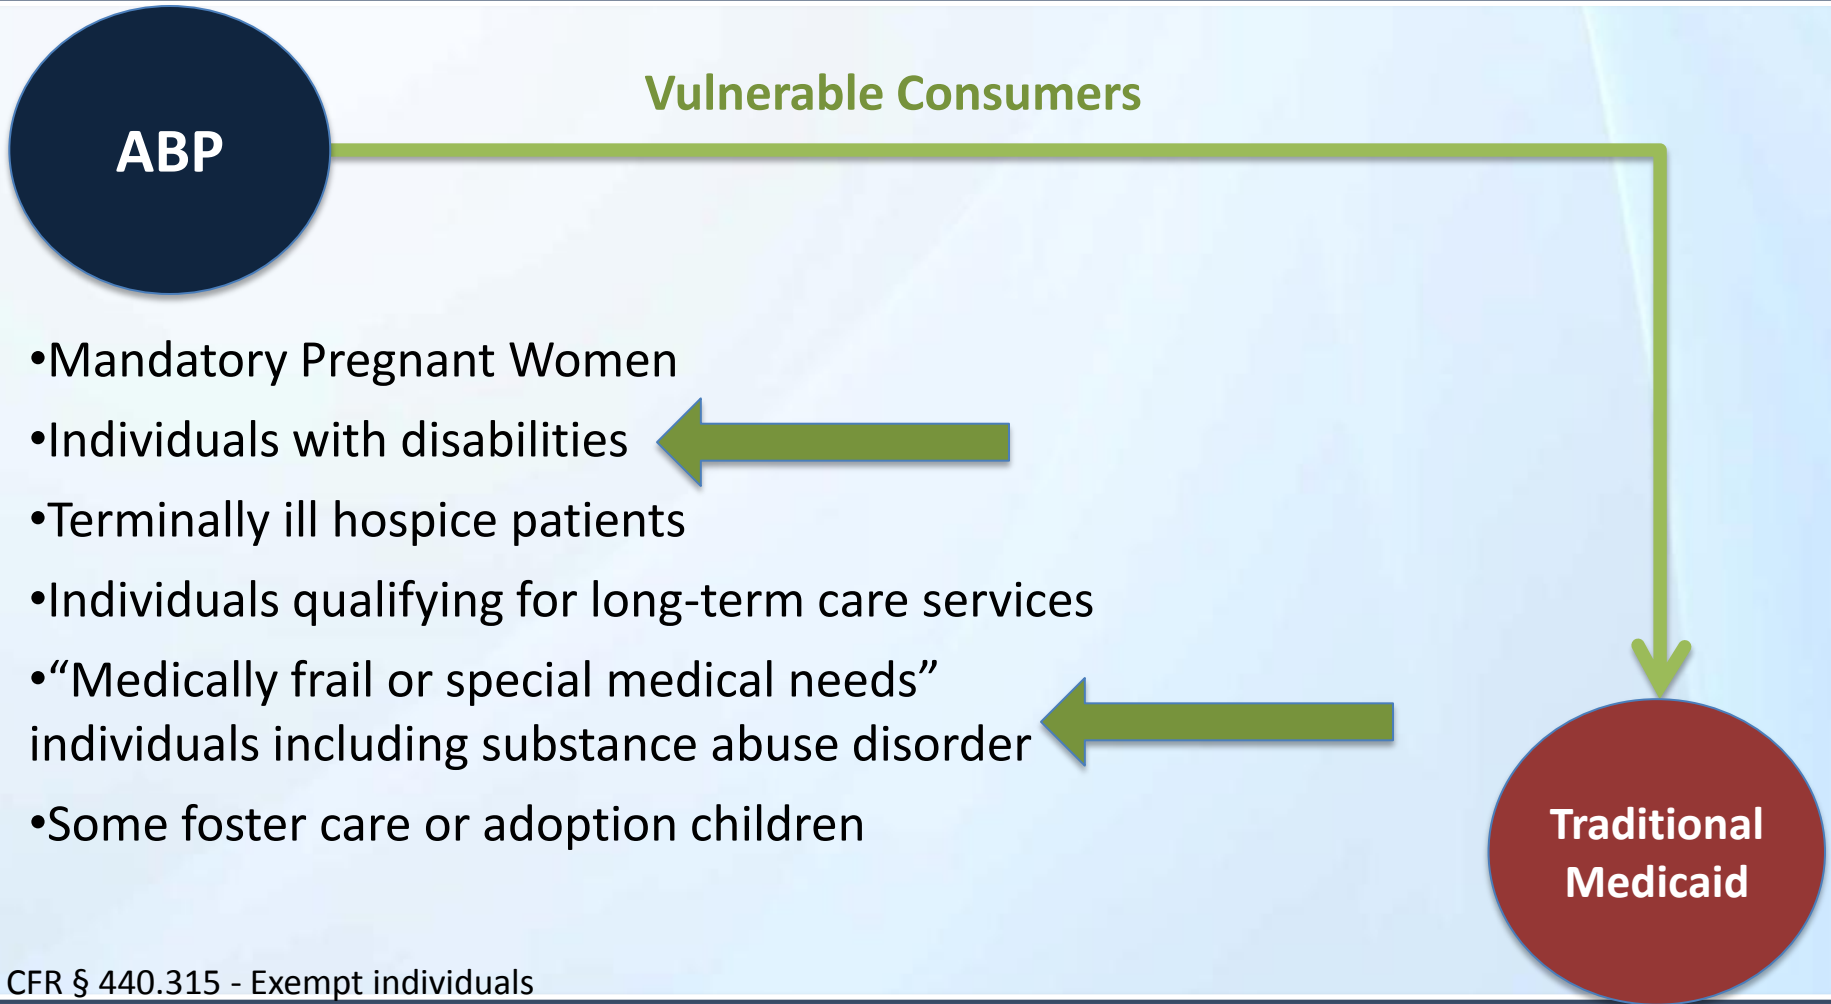 ABP
Vulnerable Consumers
•Mandatory Pregnant Women
•Individuals with disabilities
•Terminally ill hospice patients
•Individuals qualifying for long-term care services
•“Medically frail or special medical needs”
individuals including substance abuse disorder
•Some foster care or adoption children
Traditional
Medicaid
CFR § 440.315 - Exempt individuals